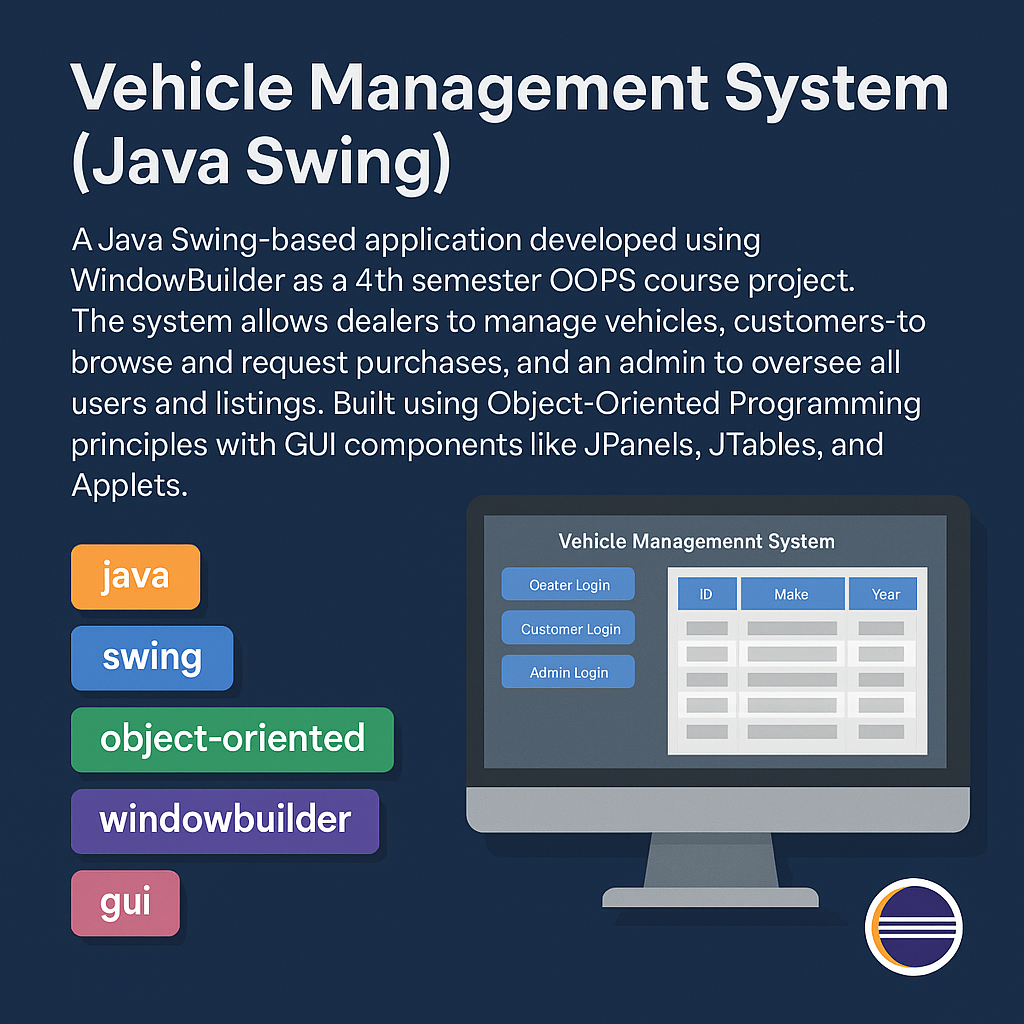 Vehicle Management System
(Java Swing)
A Java Swing-based application developed using
WindowBuilder as a 4th semester OOPS course project.
The system allows dealers to manage vehicles, customers-to
browse and request purchases, and an admin to oversee all
users and listings. Built using Object-Oriented Programming
principles with GUI components like JPanels, JTables, and
Applets.
java
swing
object-oriented
windowbuilder
gui
Vehicle Managemennt System
Oeater Login
Customer Login
Admin Login
ID Make Year